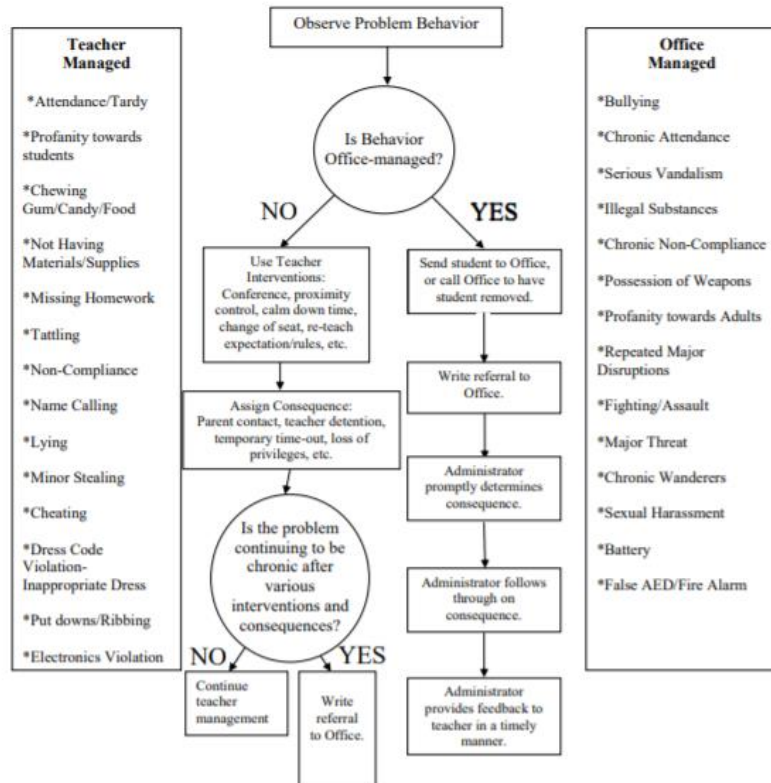 Observe Problem Behavior
Teacher
Managed
*Attendance/Tardy
*Profanity towards
students
*Chewing
Gum/Candy/Food
*Not Having
Materials/Supplies
*Missing Homework
*Tattling
*Non-Compliance
*Name Calling
*Lying
*Minor Stealing
*Cheating
*Dress Code
Violation-
Inappropriate Dress
*Put downs/Ribbing
*Electronics Violation
Is Behavior
Office-managed?
NO
YES
Use Teacher
Interventions:
Conference, proximity
control, calm down time,
change of seat, re-teach
expectation/rules, etc.
Assign Consequence:
Parent contact, teacher detention,
temporary time-out, loss of
privileges, etc.
Is the problem
continuing to be
chronic after
various
interventions and
consequences?
NO
YES
Continue
teacher
management
Write
referral
to Office.
Send student to Office,
or call Office to have
student removed.
Write referral to
Office.
Administrator
promptly determines
consequence.
Administrator follows
through on
consequence.
Administrator
provides feedback to
teacher in a timely
manner.
Office
Managed
*Bullying
*Chronic Attendance
*Serious Vandalism
*Illegal Substances
*Chronic Non-Compliance
*Possession of Weapons
*Profanity towards Adults
*Repeated Major
Disruptions
*Fighting/Assault
*Major Threat
*Chronic Wanderers
*Sexual Harassment
*Battery
*False AED/Fire Alarm